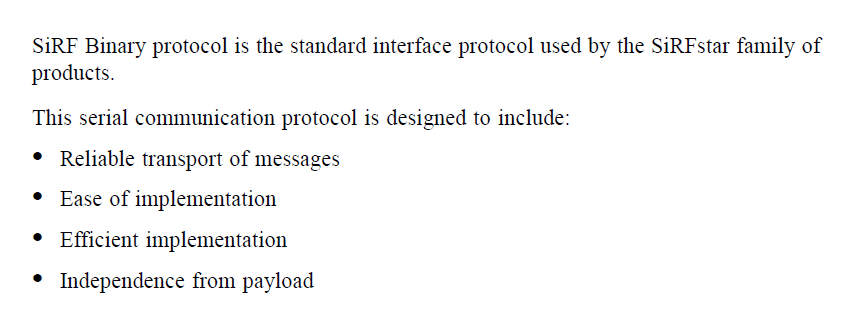 SiRF Binary protocol is the standard interface protocol used by the SiRFstar family of
products.
This serial communication protocol is designed to include:
• Reliable transport of messages
• Ease of implementation
• Efficient implementation
• Independence from payload